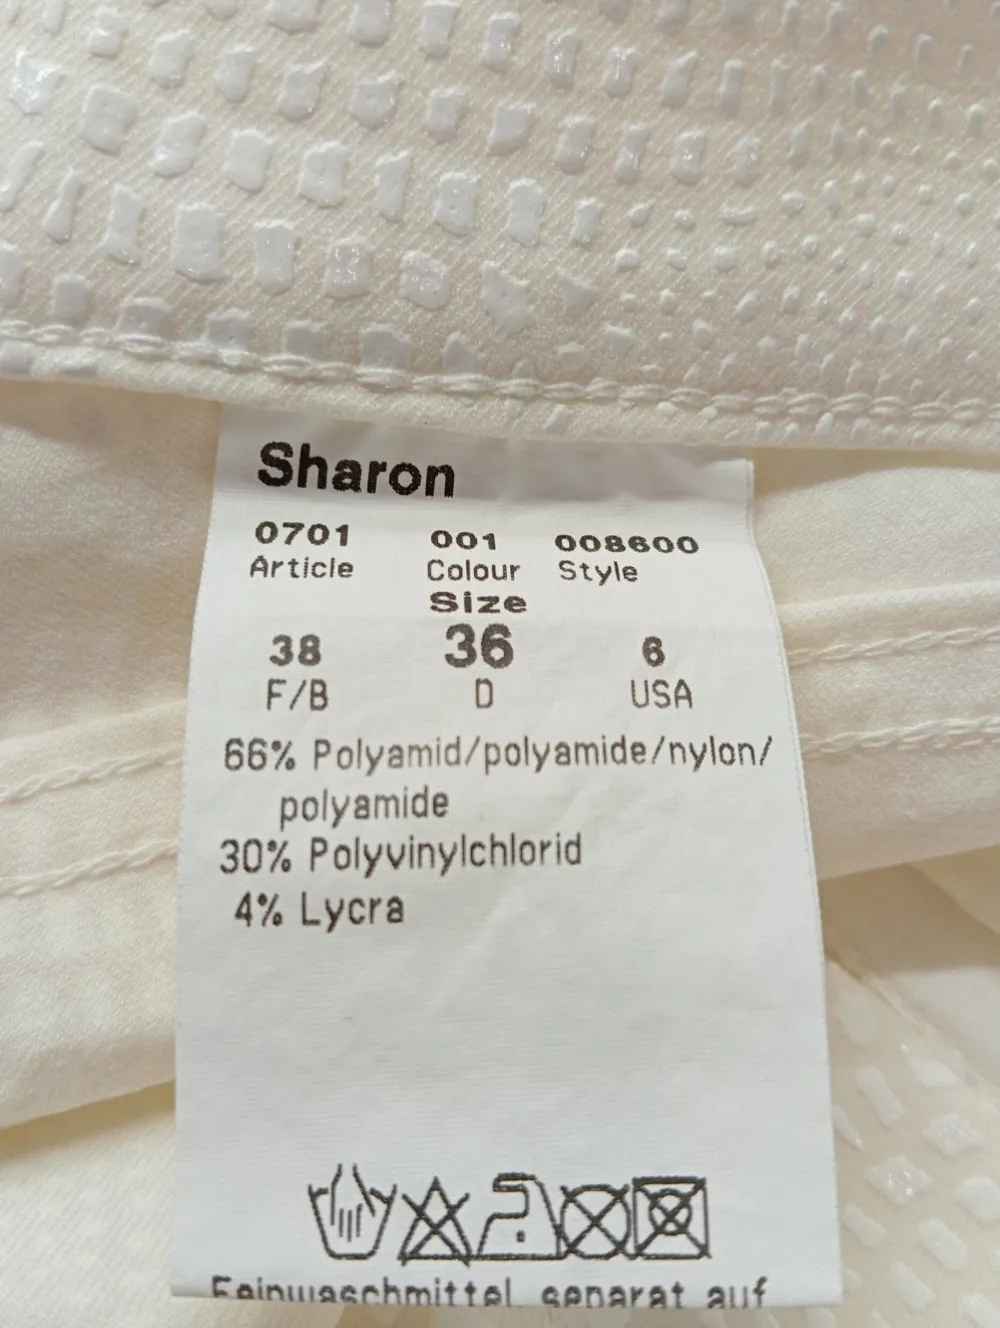 Sharon
0701 001 008600
Article Colour Style
Size
38 36 6
F/B D USA
66% Polyamid/polyamide/nylon/
polyamide
30% Polyvinylchlorid
4% Lycra
Feinwaschmittel separat auf